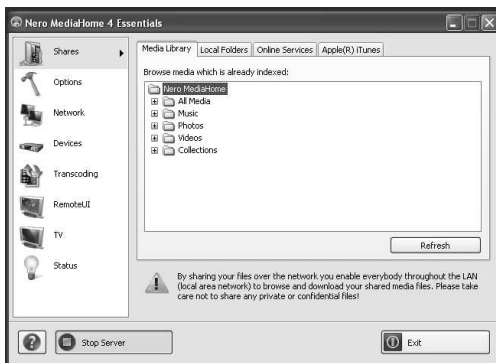 Nero MediaHome 4 Essentials
Shares
Options
Network
Devices
Transcoding
RemoteUI
TV
Status
Media Library Local Folders Online Services Apple(R) iTunes
Browse media which is already indexed:
Nero MediaHome
All Media
Music
Photos
Videos
Collections
Refresh
By sharing your files over the network you enable everybody throughout the LAN
(local area network) to browse and download your shared media files. Please take
care not to share any private or confidential files!
Stop Server
Exit